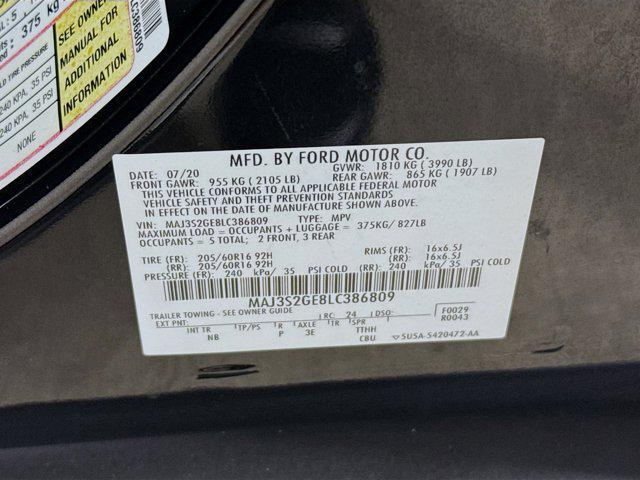 375 kg
TIRE PRESSURE
240 KPA, 35 PSI
240 KPA, 35 PSI
NONE
SEE OWNER
MANUAL FOR
ADDITIONAL
INFORMATION
LC386809
MFD. BY FORD MOTOR CO.
DATE: 07/20 GVWR: 1810 KG ( 3990 LB)
FRONT GAWR: 955 KG (2105 LB) REAR GAWR: 865 KG (1907 LB)
THIS VEHICLE CONFORMS TO ALL APPLICABLE FEDERAL MOTOR
VEHICLE SAFETY AND THEFT PREVENTION STANDARDS
IN EFFECT ON THE DATE OF MANUFACTURE SHOWN ABOVE.
VIN: MAJ3S2GE8LC386809 TYPE: MPV
MAXIMUM LOAD = OCCUPANTS + LUGGAGE = 375KG/ 827LB
OCCUPANTS = 5 TOTAL; 2 FRONT, 3 REAR
TIRE (FR): 205/60R16 92H RIMS (FR): 16x6.5J
(RR): 205/60R16 92H (RR): 16x6.5J
PRESSURE (FR): 240 kPa/ 35 PSI COLD (RR): 240 kPa/ 35 PSI COLD
MAJ3S2GE8LC386809
TRAILER TOWING - SEE OWNER GUIDE
EXT PNT: RC: 24 DSO: F0029
R0043
INT TR TP/PS R AXLE TR SPR
NB P 3E TTHH
CBU 5U5A-5420472-AA